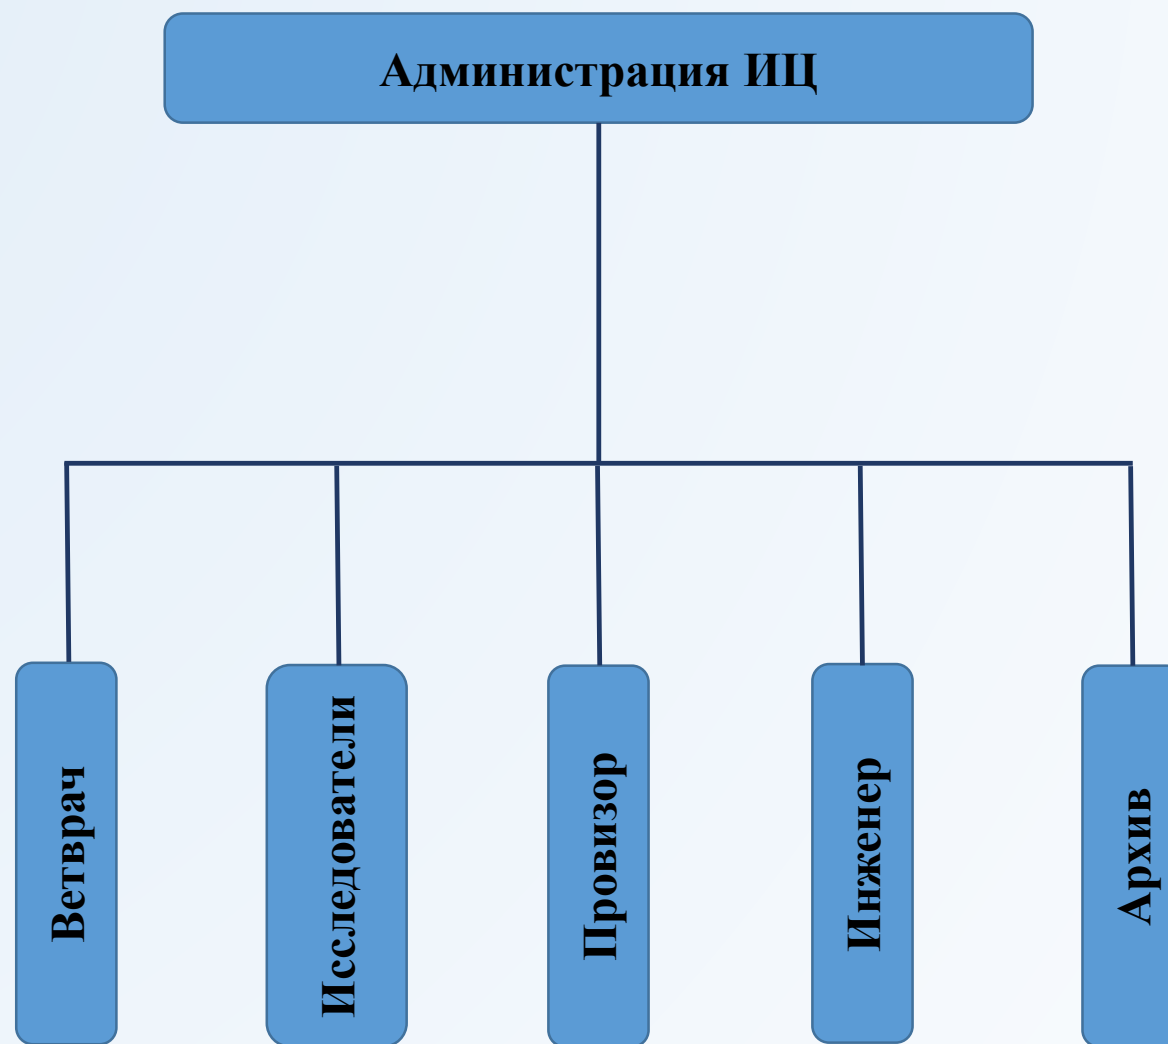 Администрация ИЦ
Ветврач
Исследователи
Провизор
Инженер
Архив